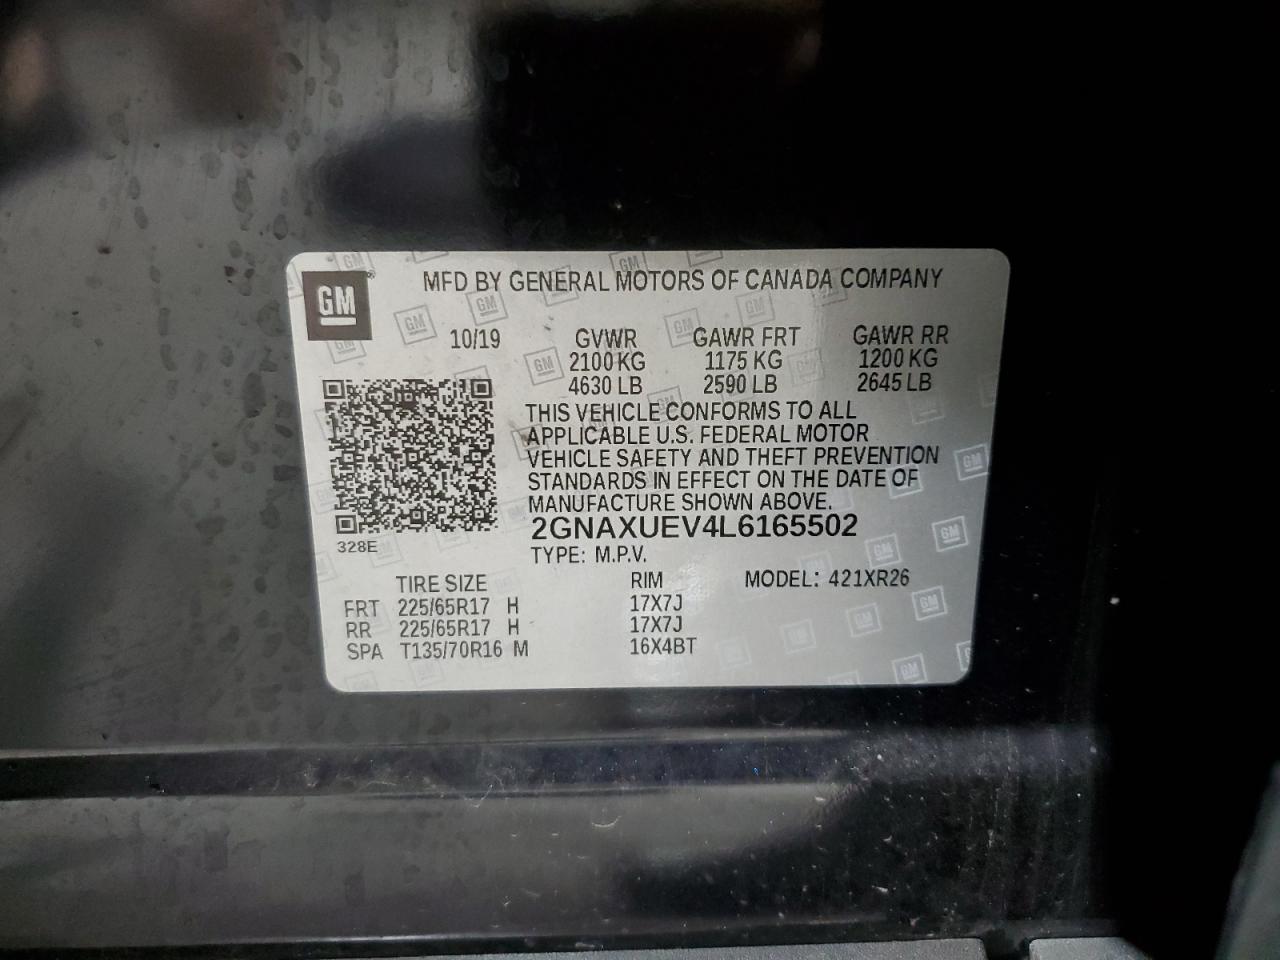 GM
MFD BY GENERAL MOTORS OF CANADA COMPANY
10/19 GVWR GAWR FRT GAWR RR
2100 KG 1175 KG 1200 KG
4630 LB 2590 LB 2645 LB
THIS VEHICLE CONFORMS TO ALL
APPLICABLE U.S. FEDERAL MOTOR
VEHICLE SAFETY AND THEFT PREVENTION
STANDARDS IN EFFECT ON THE DATE OF
MANUFACTURE SHOWN ABOVE.
2GNAXUEV4L6165502
328E
TYPE: M.P.V.
TIRE SIZE RIM MODEL: 421XR26
FRT 225/65R17 H 17X7J
RR 225/65R17 H 17X7J
SPA T135/70R16 M 16X4BT